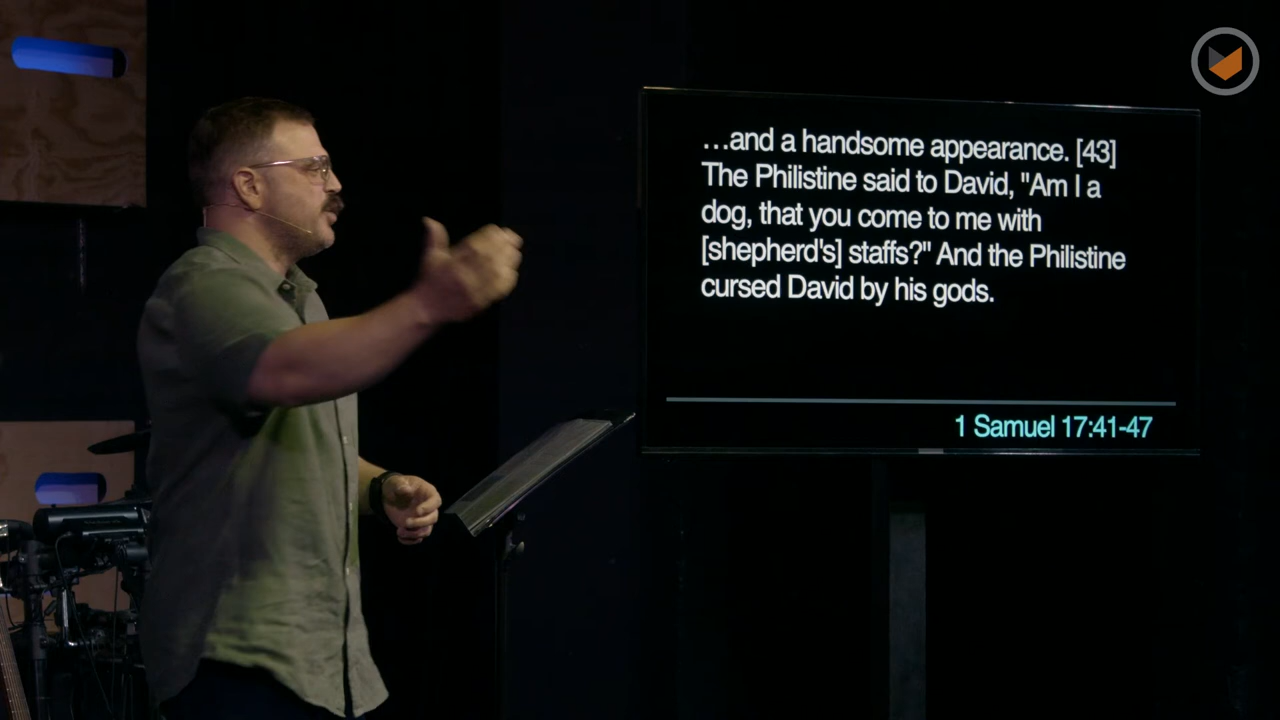 …and a handsome appearance. [43]
The Philistine said to David, "Am I a
dog, that you come to me with
[shepherd's] staffs?" And the Philistine
cursed David by his gods.
1 Samuel 17:41-47